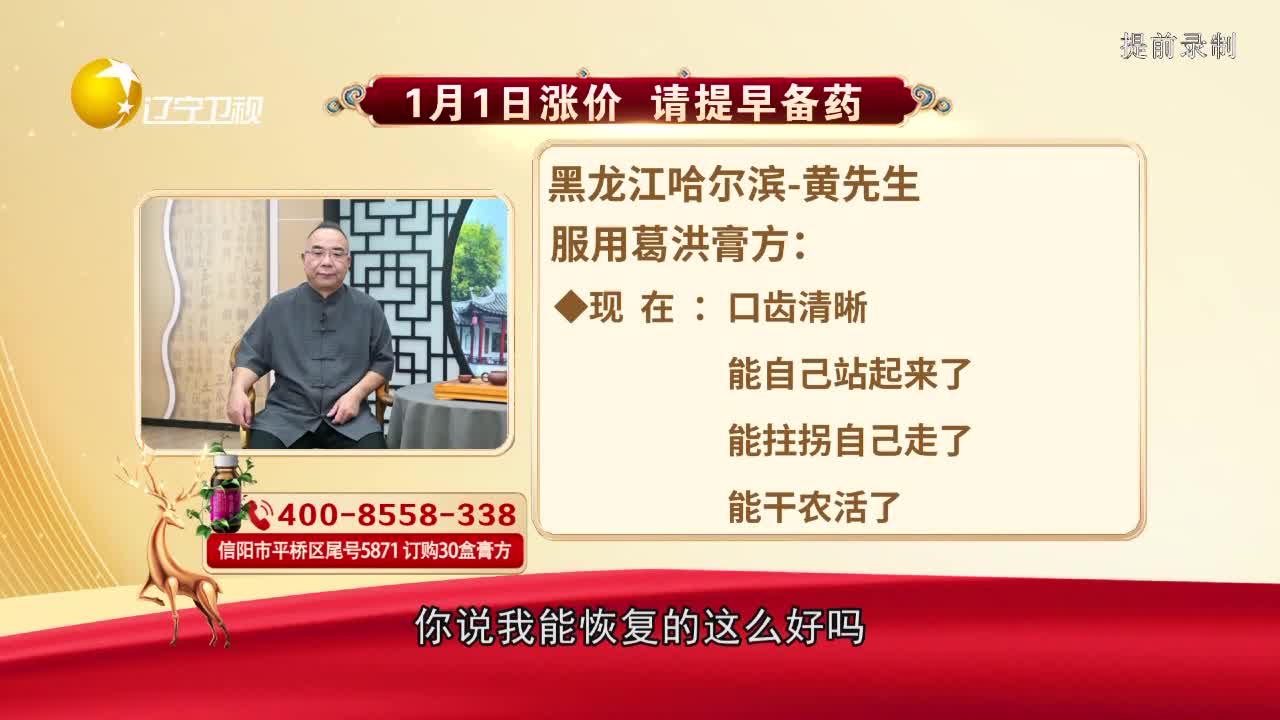 提前录制
辽宁卫视
1月1日涨价 请提早备药
黑龙江哈尔滨-黄先生
服用葛洪膏方：
◆现 在 ：口齿清晰
能自己站起来了
能拄拐自己走了
能干农活了
400-8558-338
信阳市平桥区尾号5871 订购30盒膏方
你说我能恢复的这么好吗